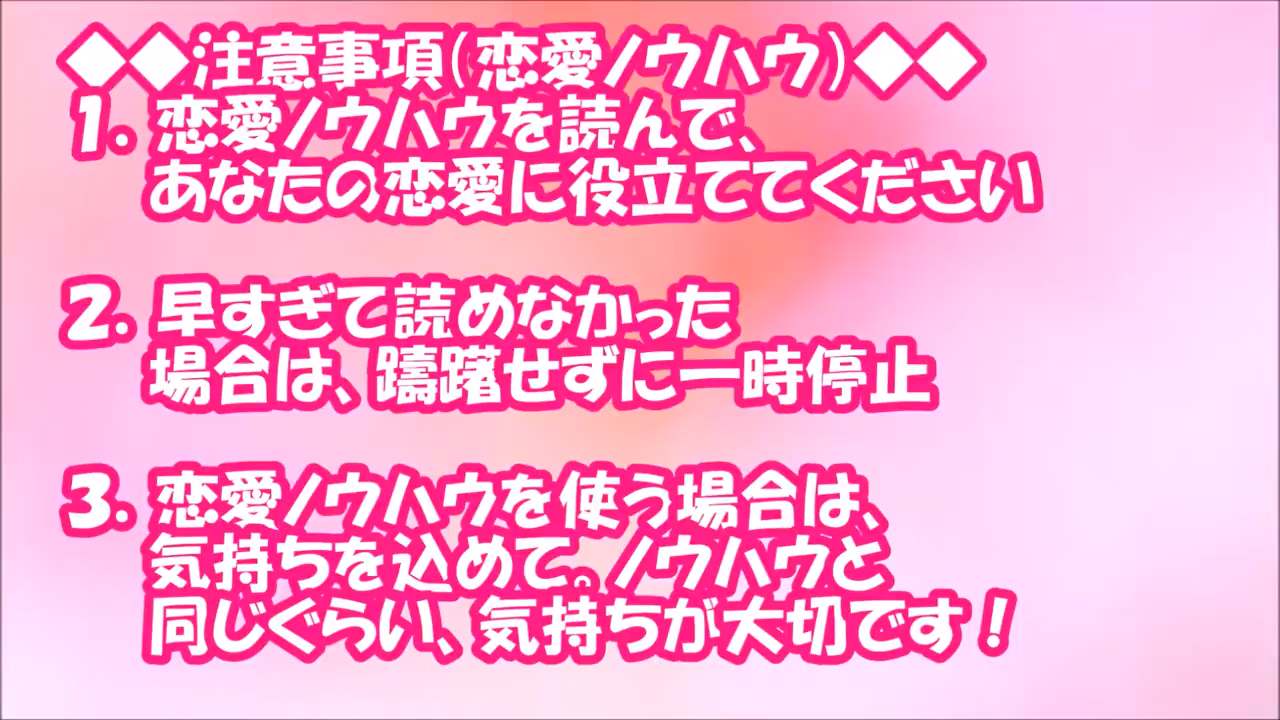 ◆◆注意事項(恋愛ノウハウ)◆◆
1. 恋愛ノウハウを読んで、
あなたの恋愛に役立ててください
2. 早すぎて読めなかった
場合は、躊躇せずに一時停止
3. 恋愛ノウハウを使う場合は、
気持ちを込めて。ノウハウと
同じぐらい、気持ちが大切です！